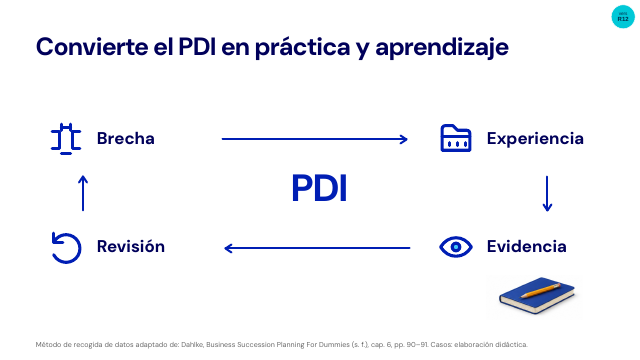 R12
Convierte el PDI en práctica y aprendizaje
Brecha
Experiencia
PDI
Revisión
Evidencia
Método de recogida de datos adaptado de: Dahlke, Business Succession Planning For Dummies (s. f.), cap. 6, pp. 90–91. Casos: elaboración didáctica.